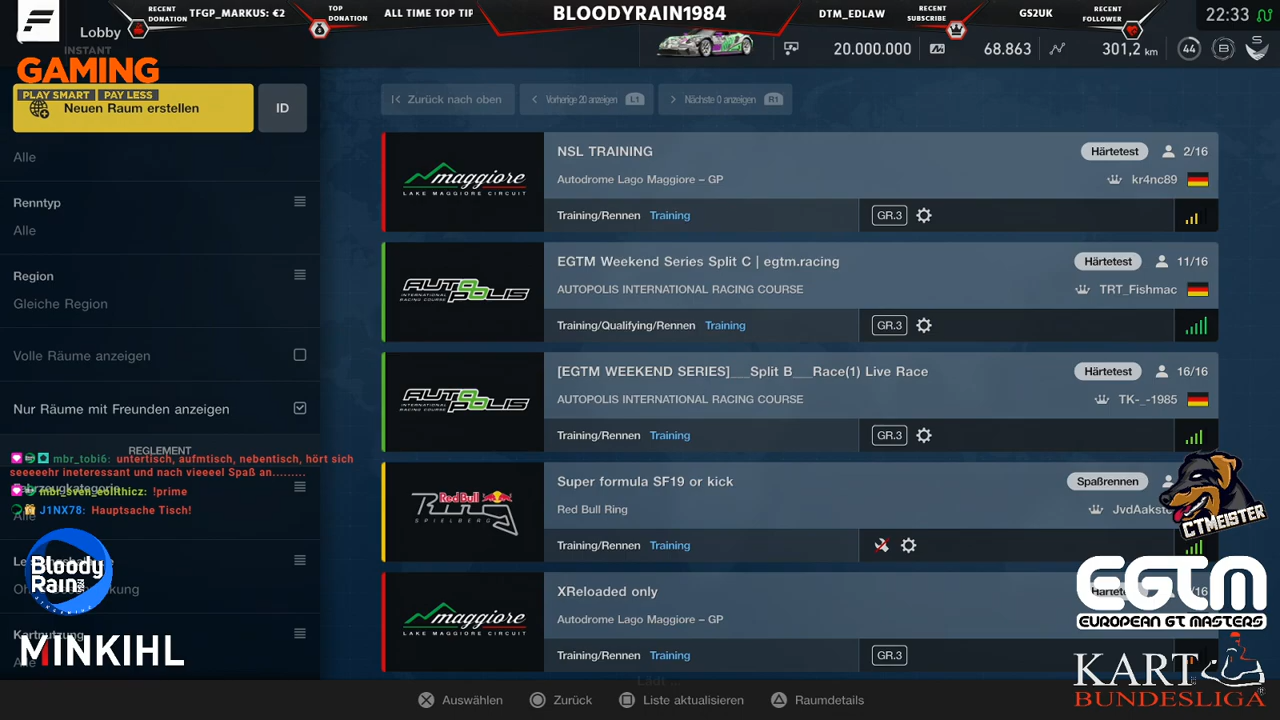 RECENT DONATION
TFGP_MARKUS: €2
TOP DONATION
ALL TIME TOP TIP
BLOODYRAIN1984
DTM_EDLAW
RECENT SUBSCRIBE
GS2UK
RECENT FOLLOWER
22:33
Lobby
20.000.000
68.863
301,2 km
44
B
S
INSTANT
GAMING
PLAY SMART PAY LESS
Neuen Raum erstellen
ID
Zurück nach oben
Vorherige 20 anzeigen L1
Nächste 0 anzeigen R1
Alle
Renntyp
Alle
Region
Gleiche Region
Volle Räume anzeigen
Nur Räume mit Freunden anzeigen
REGLEMENT
mbr_tobi6: untertisch, aufmtisch, nebentisch, hört sich
seeeeehr ineteressant und nach vieeeel Spaß an.........
!prime
J1NX78: Hauptsache Tisch!
Bloody
Rain
Kartnutzung
MINKIHL
maggiore
LAKE MAGGIORE CIRCUIT
NSL TRAINING
Härtetest
2/16
Autodrome Lago Maggiore – GP
kr4nc89
Training/Rennen Training
GR.3
AUTOPOLIS
INTERNATIONAL RACING COURSE
EGTM Weekend Series Split C | egtm.racing
Härtetest
11/16
AUTOPOLIS INTERNATIONAL RACING COURSE
TRT_Fishmac
Training/Qualifying/Rennen Training
GR.3
AUTOPOLIS
INTERNATIONAL RACING COURSE
[EGTM WEEKEND SERIES]___Split B___Race(1) Live Race
Härtetest
16/16
AUTOPOLIS INTERNATIONAL RACING COURSE
TK-_-1985
Training/Rennen Training
GR.3
Red Bull
Ring
SPIELBERG
Super formula SF19 or kick
Spaßrennen
Red Bull Ring
Training/Rennen Training
CTMEISTER
maggiore
LAKE MAGGIORE CIRCUIT
XReloaded only
Autodrome Lago Maggiore – GP
Training/Rennen Training
GR.3
EGTM
EUROPEAN GT MASTERS
KART
BUNDESLIGA
Auswählen
Zurück
Liste aktualisieren
Raumdetails